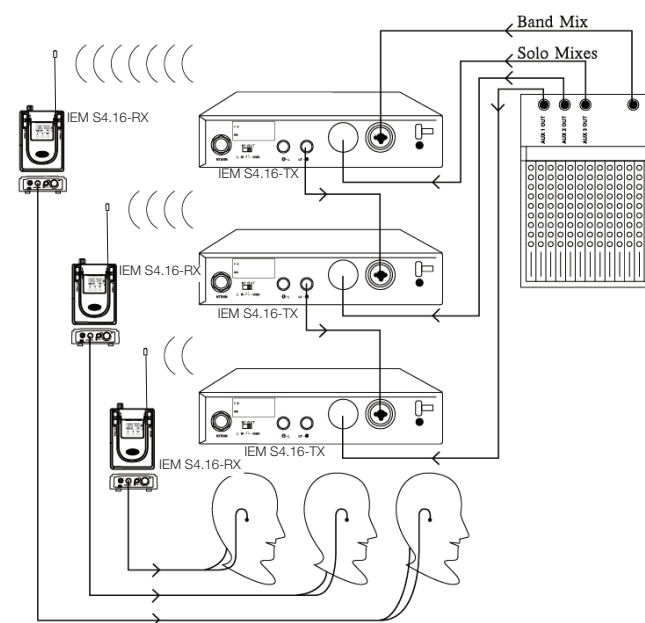 Band Mix
Solo Mixes
AUX 1 OUT
AUX 2 OUT
AUX 3 OUT
IEM S4.16-RX
IEM S4.16-TX
IEM S4.16-RX
IEM S4.16-TX
IEM S4.16-TX
IEM S4.16-RX